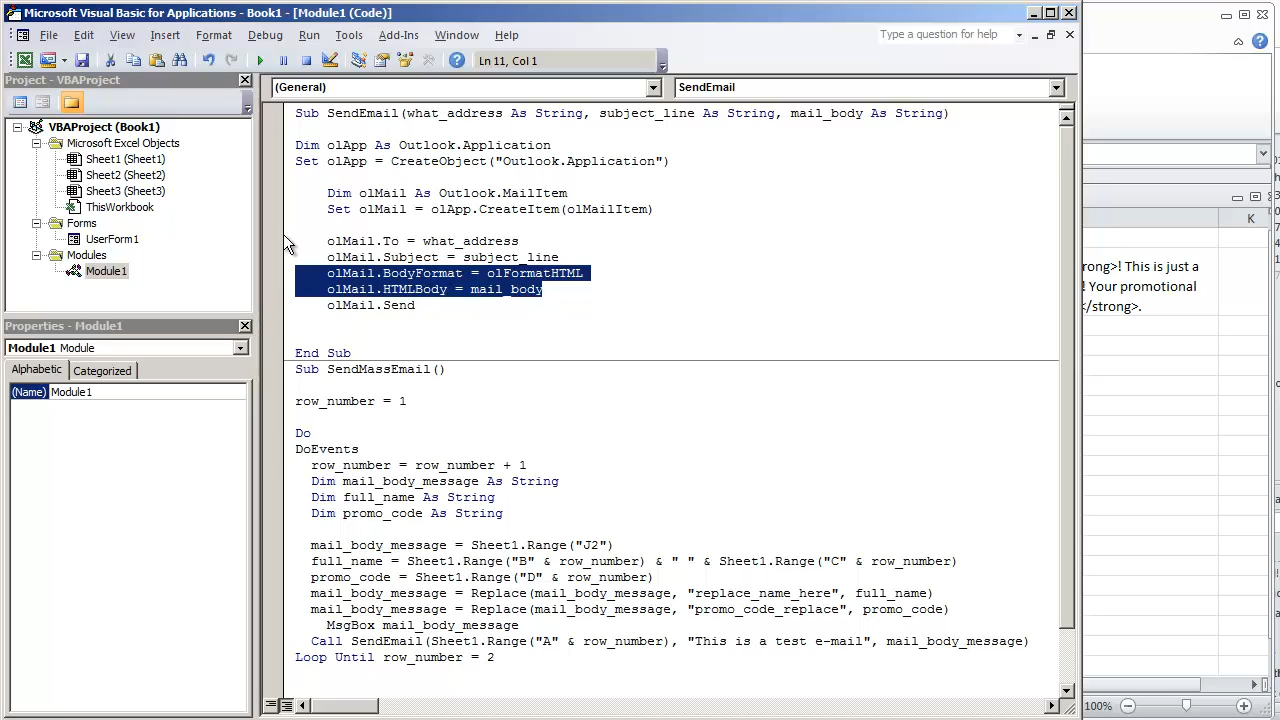 Microsoft Visual Basic for Applications - Book1 - [Module1 (Code)]
File Edit View Insert Format Debug Run Tools Add-Ins Window Help
Type a question for help
Ln 11, Col 1
Project - VBAProject
(General)
SendEmail
VBAProject (Book1)
Microsoft Excel Objects
Sheet1 (Sheet1)
Sheet2 (Sheet2)
Sheet3 (Sheet3)
ThisWorkbook
Forms
UserForm1
Modules
Module1
Properties - Module1
Module1 Module
Alphabetic Categorized
(Name) Module1
Sub SendEmail(what_address As String, subject_line As String, mail_body As String)
Dim olApp As Outlook.Application
Set olApp = CreateObject("Outlook.Application")
Dim olMail As Outlook.MailItem
Set olMail = olApp.CreateItem(olMailItem)
olMail.To = what_address
olMail.Subject = subject_line
olMail.BodyFormat = olFormatHTML
olMail.HTMLBody = mail_body
olMail.Send
End Sub
Sub SendMassEmail()
row_number = 1
Do
DoEvents
row_number = row_number + 1
Dim mail_body_message As String
Dim full_name As String
Dim promo_code As String
mail_body_message = Sheet1.Range("J2")
full_name = Sheet1.Range("B" & row_number) & " " & Sheet1.Range("C" & row_number)
promo_code = Sheet1.Range("D" & row_number)
mail_body_message = Replace(mail_body_message, "replace_name_here", full_name)
mail_body_message = Replace(mail_body_message, "promo_code_replace", promo_code)
MsgBox mail_body_message
Call SendEmail(Sheet1.Range("A" & row_number), "This is a test e-mail", mail_body_message)
Loop Until row_number = 2
K
rong>! This is just a
! Your promotional
</strong>.
100%